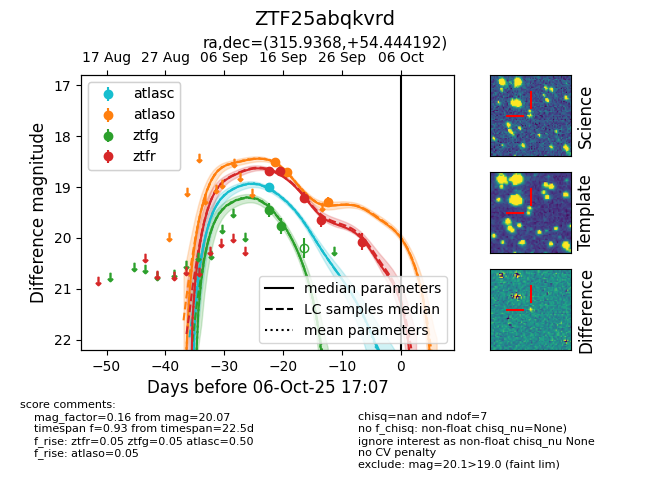 ZTF25abqkvrd
ra,dec=(315.9368,+54.444192)
17 Aug 27 Aug 06 Sep 16 Sep 26 Sep 06 Oct
17
18
19
20
21
22
Difference magnitude
atlasc
atlaso
ztfg
ztfr
median parameters
LC samples median
mean parameters
−50 −40 −30 −20 −10 0
Days before 06-Oct-25 17:07
Science
Template
Difference
score comments:
mag_factor=0.16 from mag=20.07
timespan f=0.93 from timespan=22.5d
f_rise: ztfr=0.05 ztfg=0.05 atlasc=0.50
f_rise: atlaso=0.05
chisq=nan and ndof=7
no f_chisq: non-float chisq_nu=None)
ignore interest as non-float chisq_nu None
no CV penalty
exclude: mag=20.1>19.0 (faint lim)